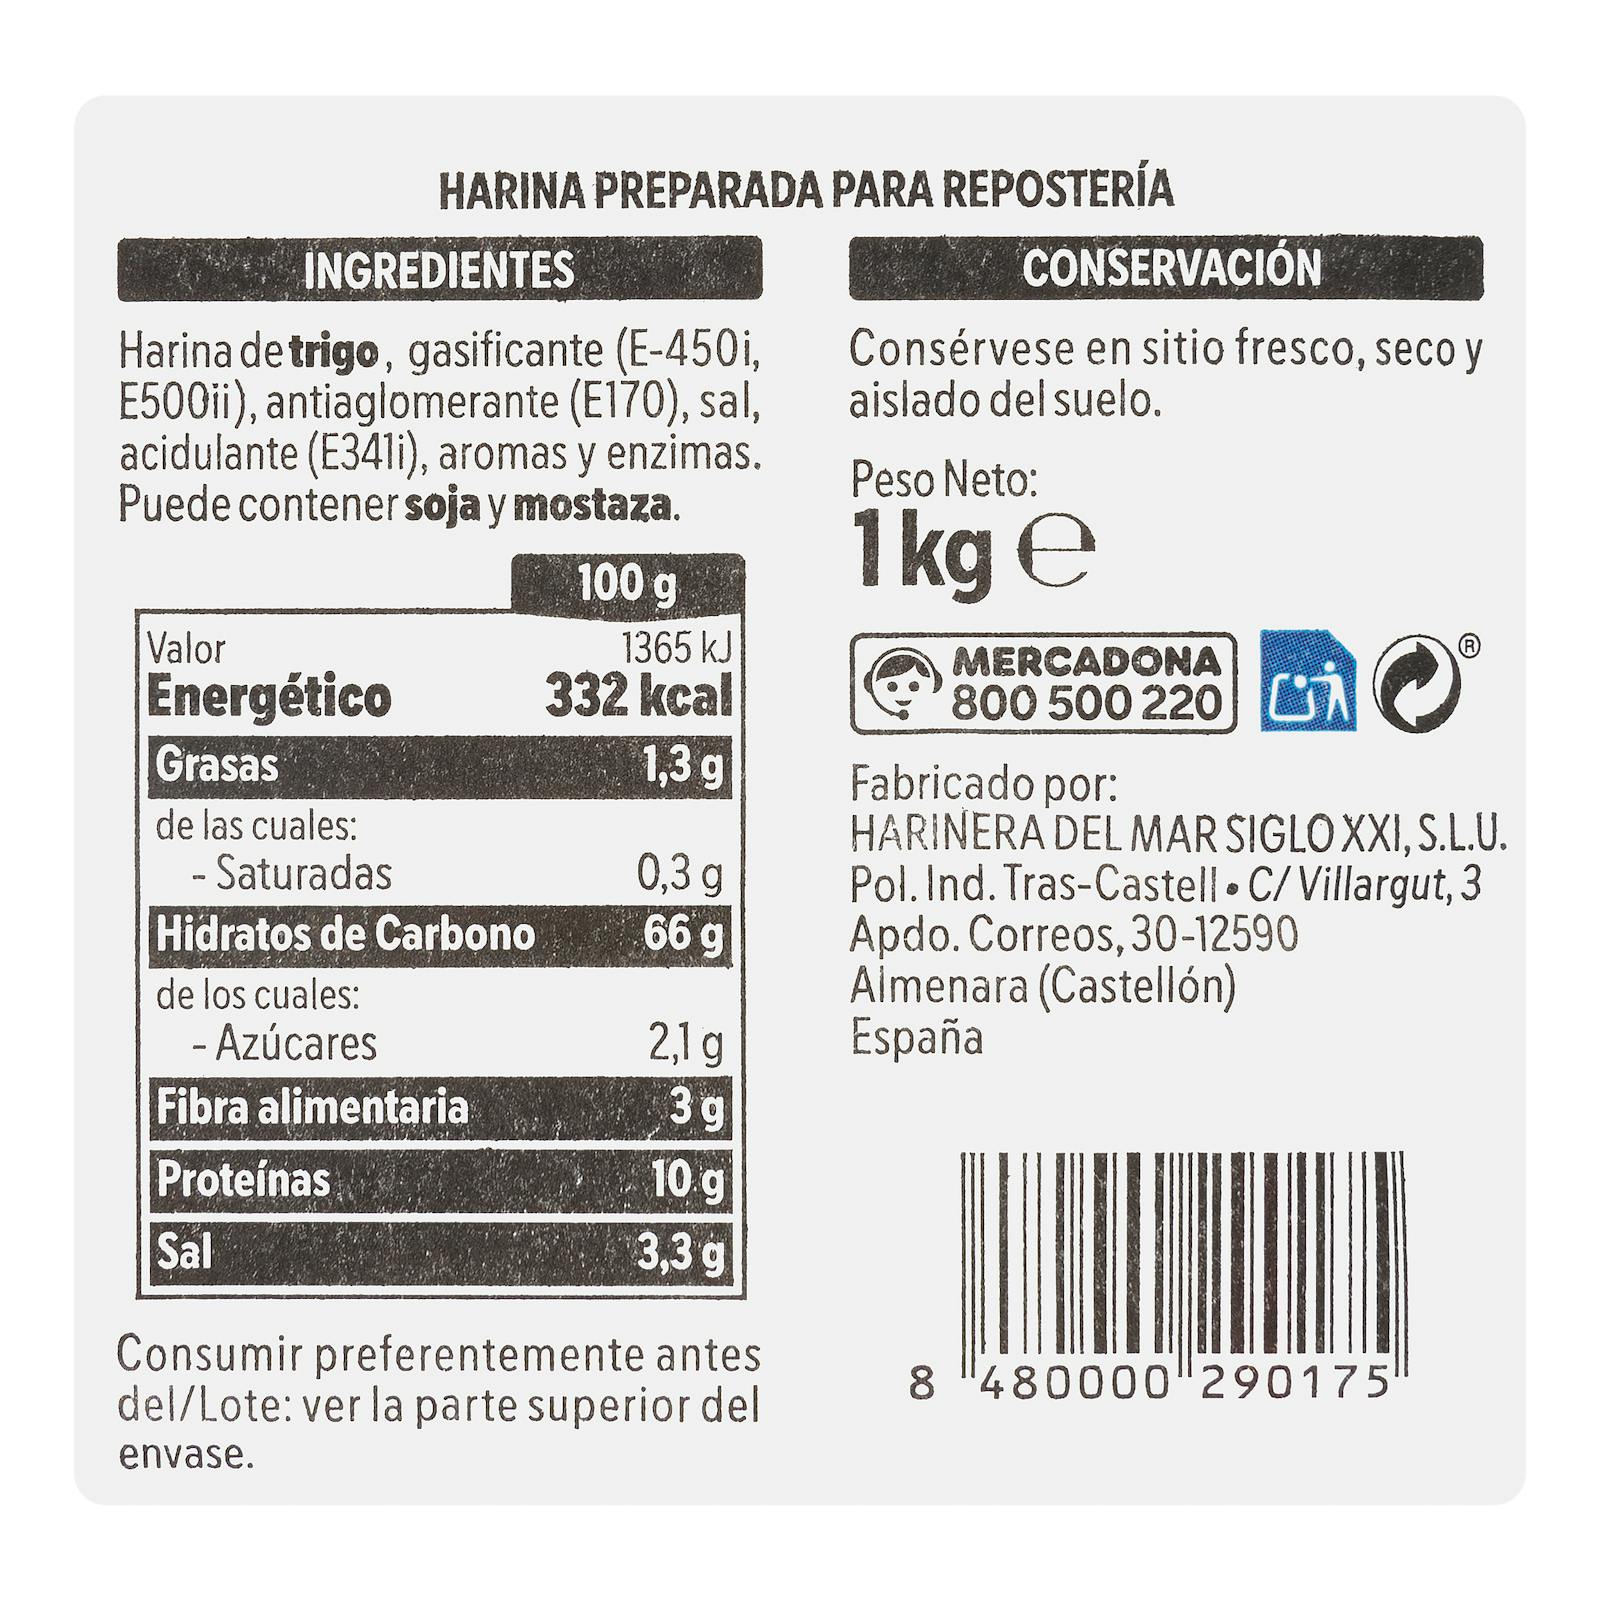 HARINA PREPARADA PARA REPOSTERÍA
INGREDIENTES
Harina de trigo, gasificante (E-450i,
E500ii), antiaglomerante (E170), sal,
acidulante (E341i), aromas y enzimas.
Puede contener soja y mostaza.
100 g
Valor 1365 kJ
Energético 332 kcal
Grasas 1,3 g
de las cuales:
- Saturadas 0,3 g
Hidratos de Carbono 66 g
de los cuales:
- Azúcares 2,1 g
Fibra alimentaria 3 g
Proteínas 10 g
Sal 3,3 g
Consumir preferentemente antes
del/Lote: ver la parte superior del
envase.
CONSERVACIÓN
Consérvese en sitio fresco, seco y
aislado del suelo.
Peso Neto:
1 kg e
MERCADONA
800 500 220
®
Fabricado por:
HARINERA DEL MAR SIGLO XXI, S.L.U.
Pol. Ind. Tras-Castell • C/ Villargut, 3
Apdo. Correos, 30-12590
Almenara (Castellón)
España
8 480000 290175